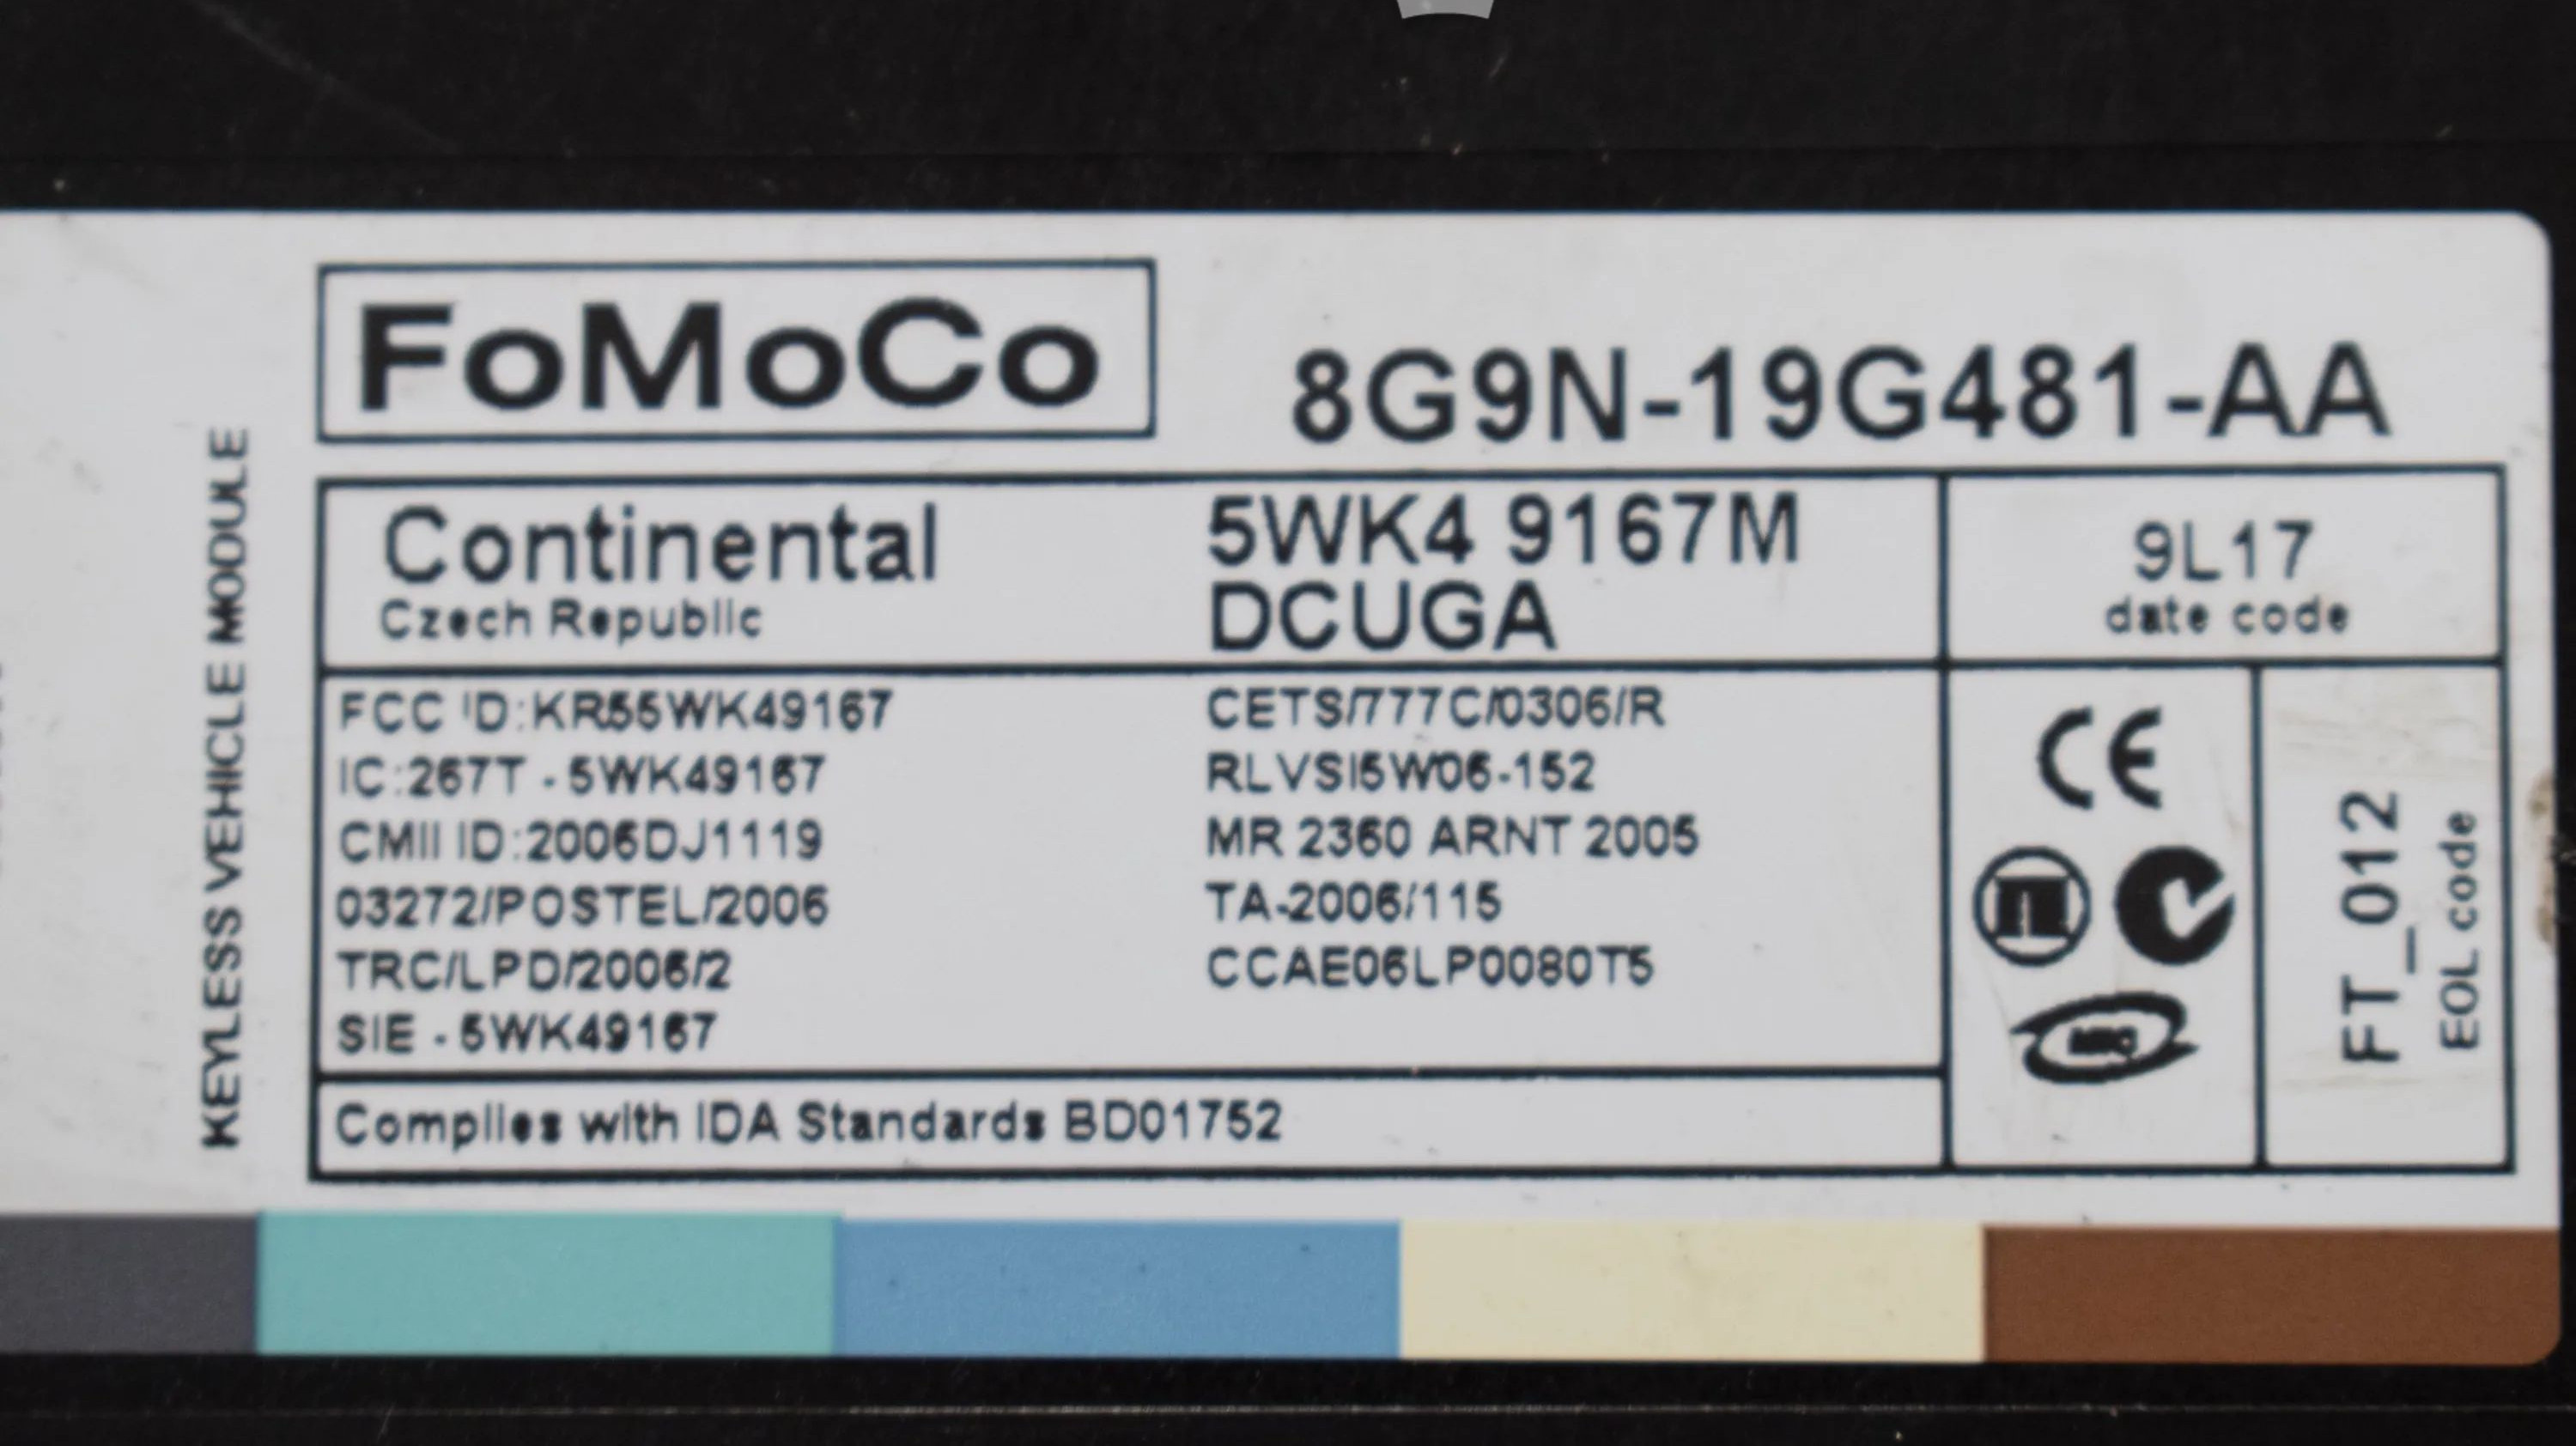 FoMoCo
8G9N-19G481-AA
KEYLESS VEHICLE MODULE
Continental
Czech Republic
5WK4 9167M
DCUGA
9L17
date code
FCC ID:KR55WK49167
IC:267T - 5WK49167
CMII ID:2006DJ1119
03272/POSTEL/2006
TRC/LPD/2006/2
SIE - 5WK49167
CETS/777C/0306/R
RLVSI5W06-152
MR 2360 ARNT 2005
TA-2006/115
CCAE06LP0080T5
CE
FT_012
EOL code
Complies with IDA Standards BD01752